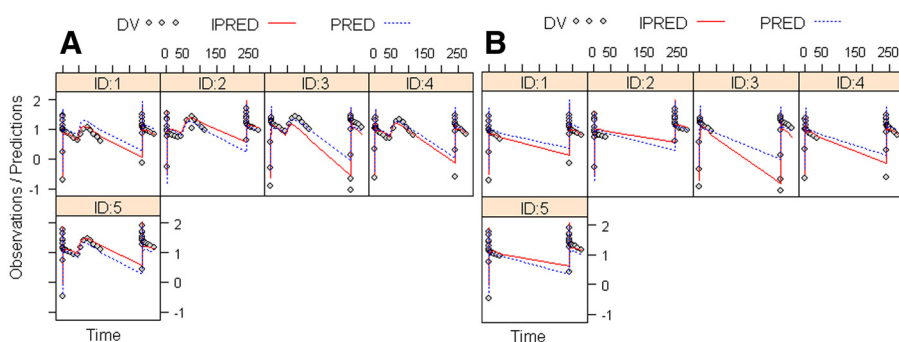 A
DV IPRED PRED
0 50 150 250
0 50 150 250
ID:1 ID:2 ID:3 ID:4
2
1
0
-1
ID:5
2
1
0
-1
Observations / Predictions
Time
B
DV IPRED PRED
0 50 250
0 50 250
ID:1 ID:2 ID:3 ID:4
ID:5
2
1
0
-1
Time